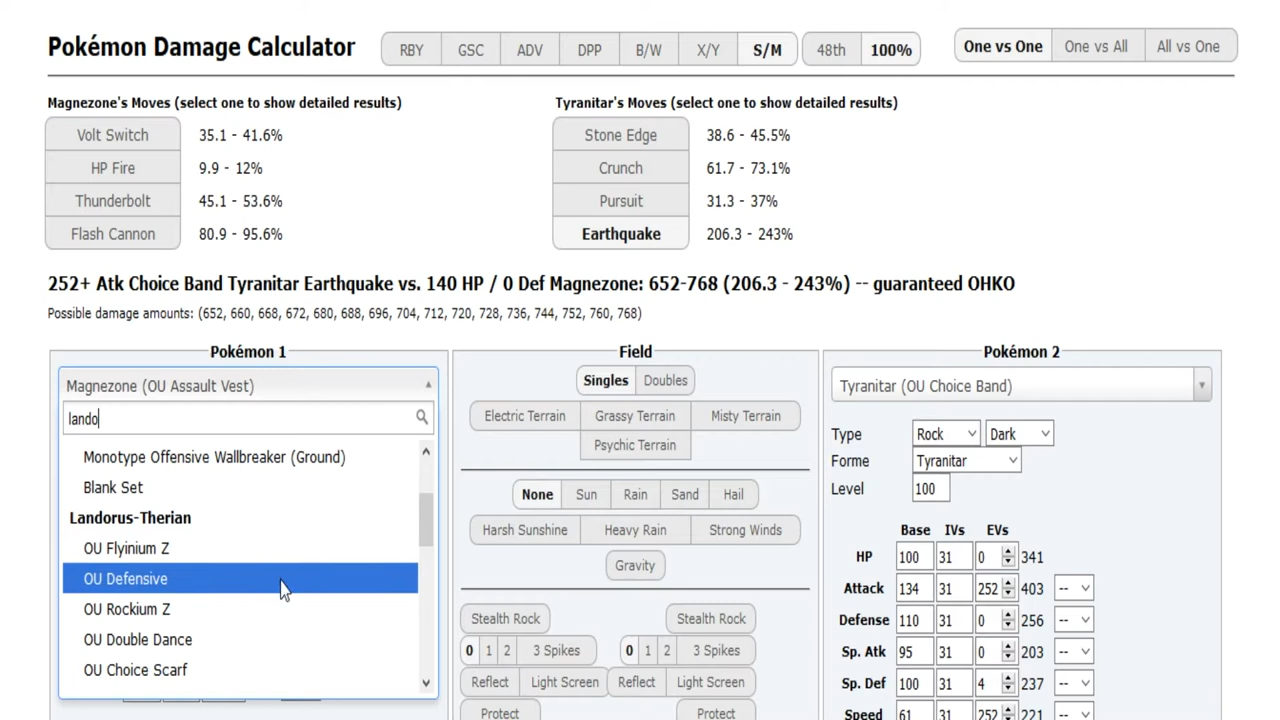 Pokémon Damage Calculator RBY GSC ADV DPP B/W X/Y S/M 48th 100% One vs One One vs All All vs One
Magnezone's Moves (select one to show detailed results) Tyranitar's Moves (select one to show detailed results)
Volt Switch 35.1 - 41.6% Stone Edge 38.6 - 45.5%
HP Fire 9.9 - 12% Crunch 61.7 - 73.1%
Thunderbolt 45.1 - 53.6% Pursuit 31.3 - 37%
Flash Cannon 80.9 - 95.6% Earthquake 206.3 - 243%
252+ Atk Choice Band Tyranitar Earthquake vs. 140 HP / 0 Def Magnezone: 652-768 (206.3 - 243%) -- guaranteed OHKO
Possible damage amounts: (652, 660, 668, 672, 680, 688, 696, 704, 712, 720, 728, 736, 744, 752, 760, 768)
Pokémon 1
Magnezone (OU Assault Vest)
lando
Monotype Offensive Wallbreaker (Ground)
Blank Set
Landorus-Therian
OU Flyinium Z
OU Defensive
OU Rockium Z
OU Double Dance
OU Choice Scarf
Field
Singles Doubles
Electric Terrain Grassy Terrain Misty Terrain
Psychic Terrain
None Sun Rain Sand Hail
Harsh Sunshine Heavy Rain Strong Winds
Gravity
Stealth Rock Stealth Rock
0 1 2 3 Spikes 0 1 2 3 Spikes
Reflect Light Screen Reflect Light Screen
Protect Protect
Pokémon 2
Tyranitar (OU Choice Band)
Type Rock Dark
Forme Tyranitar
Level 100
Base IVs EVs
HP 100 31 0 341
Attack 134 31 252 403 --
Defense 110 31 0 256 --
Sp. Atk 95 31 0 203 --
Sp. Def 100 31 4 237 --
Speed 61 31 252 221 --